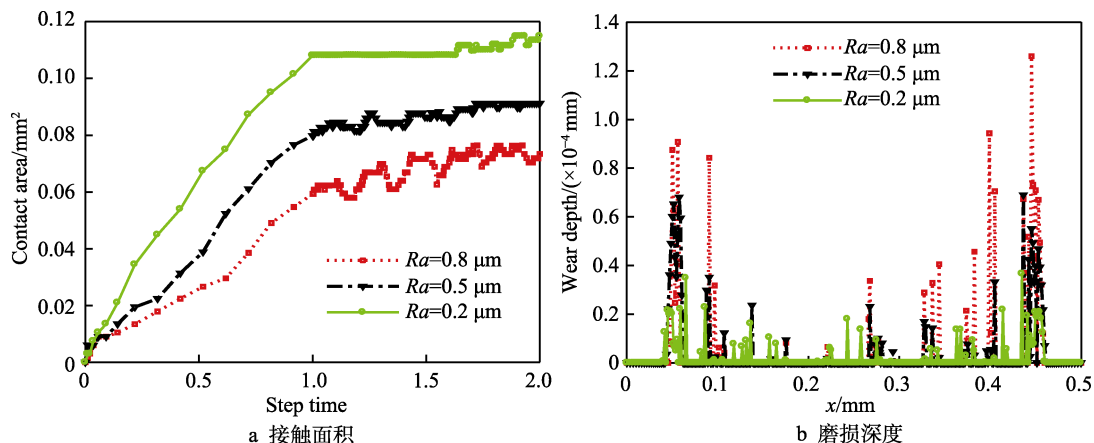 0.12
0.10
0.08
0.06
0.04
0.02
0
Contact area/mm²
Ra=0.8 μm
Ra=0.5 μm
Ra=0.2 μm
0 0.5 1.0 1.5 2.0
Step time
a 接触面积
1.4
1.2
1.0
0.8
0.6
0.4
0.2
0
Wear depth/(×10⁻⁴ mm)
Ra=0.8 μm
Ra=0.5 μm
Ra=0.2 μm
0 0.1 0.2 0.3 0.4 0.5
x/mm
b 磨损深度